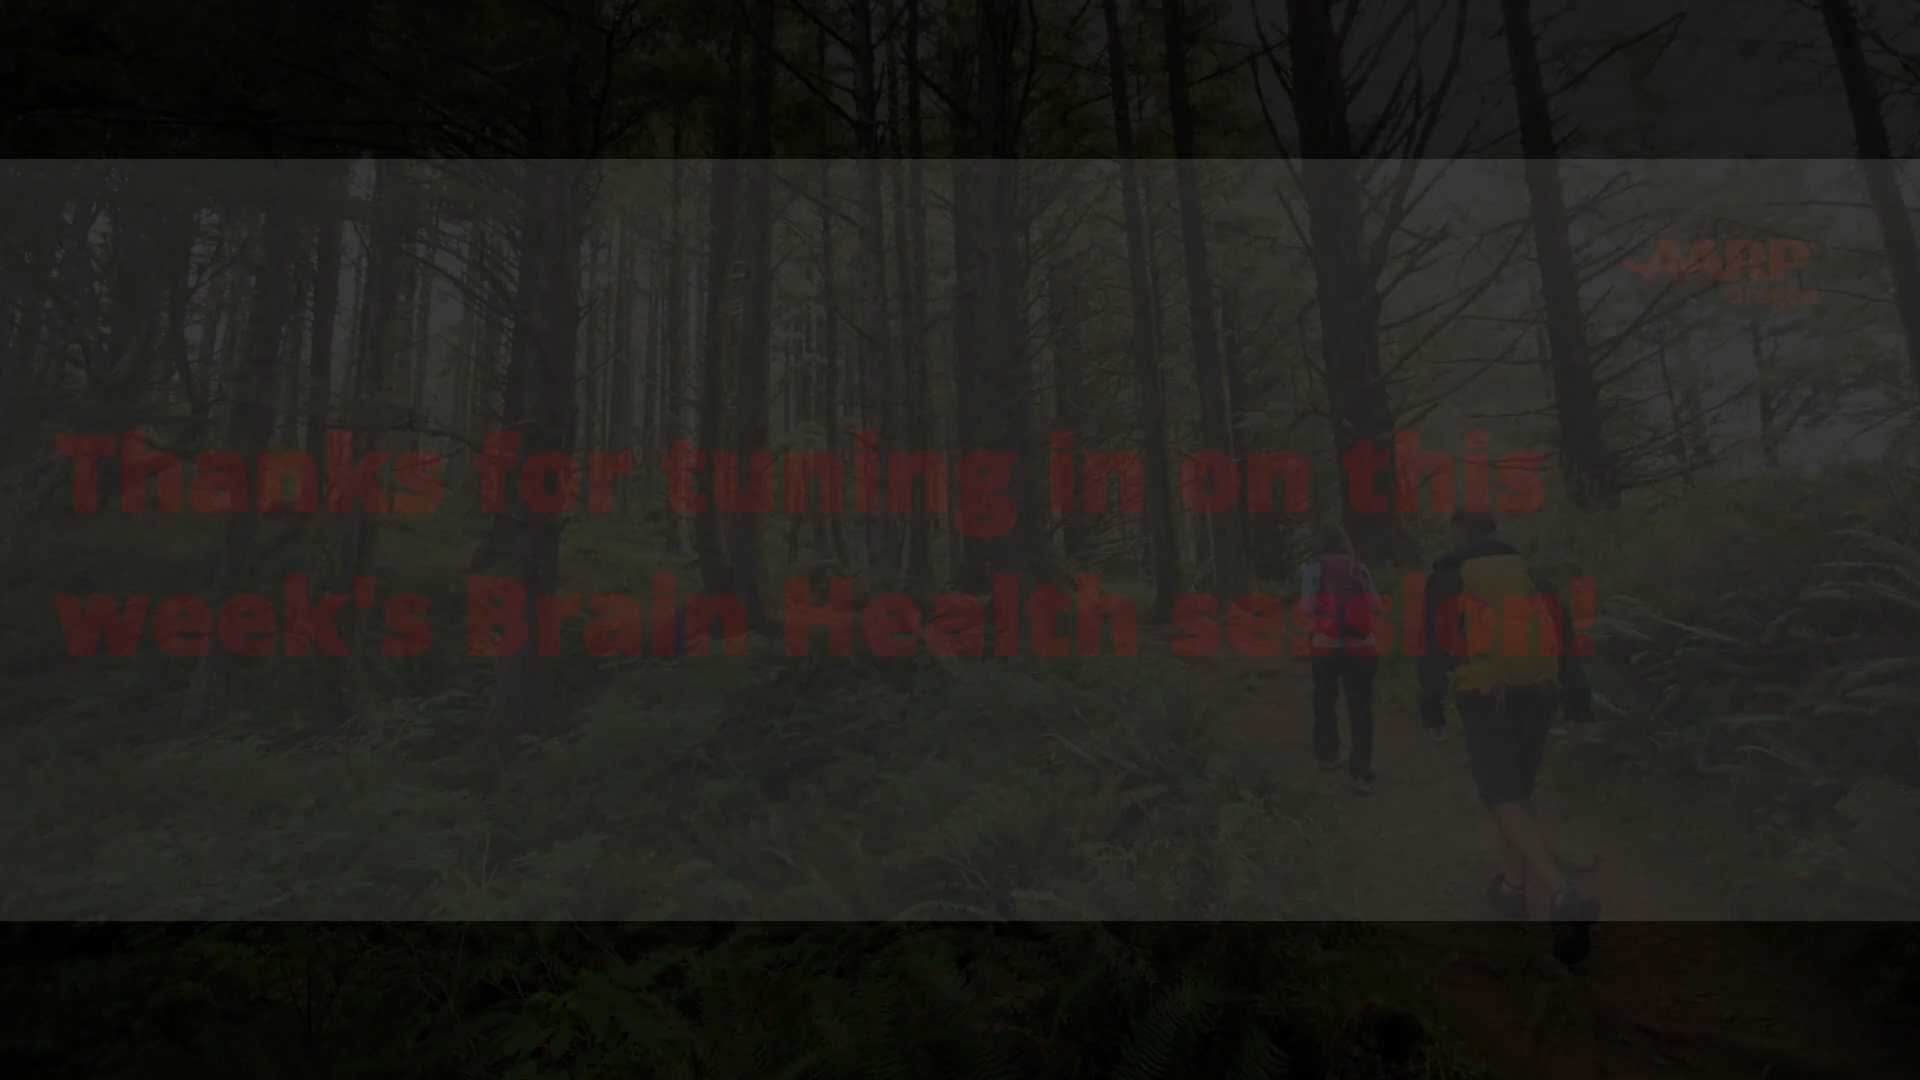 AARP
Oregon
Thanks for tuning in on this
week's Brain Health session!